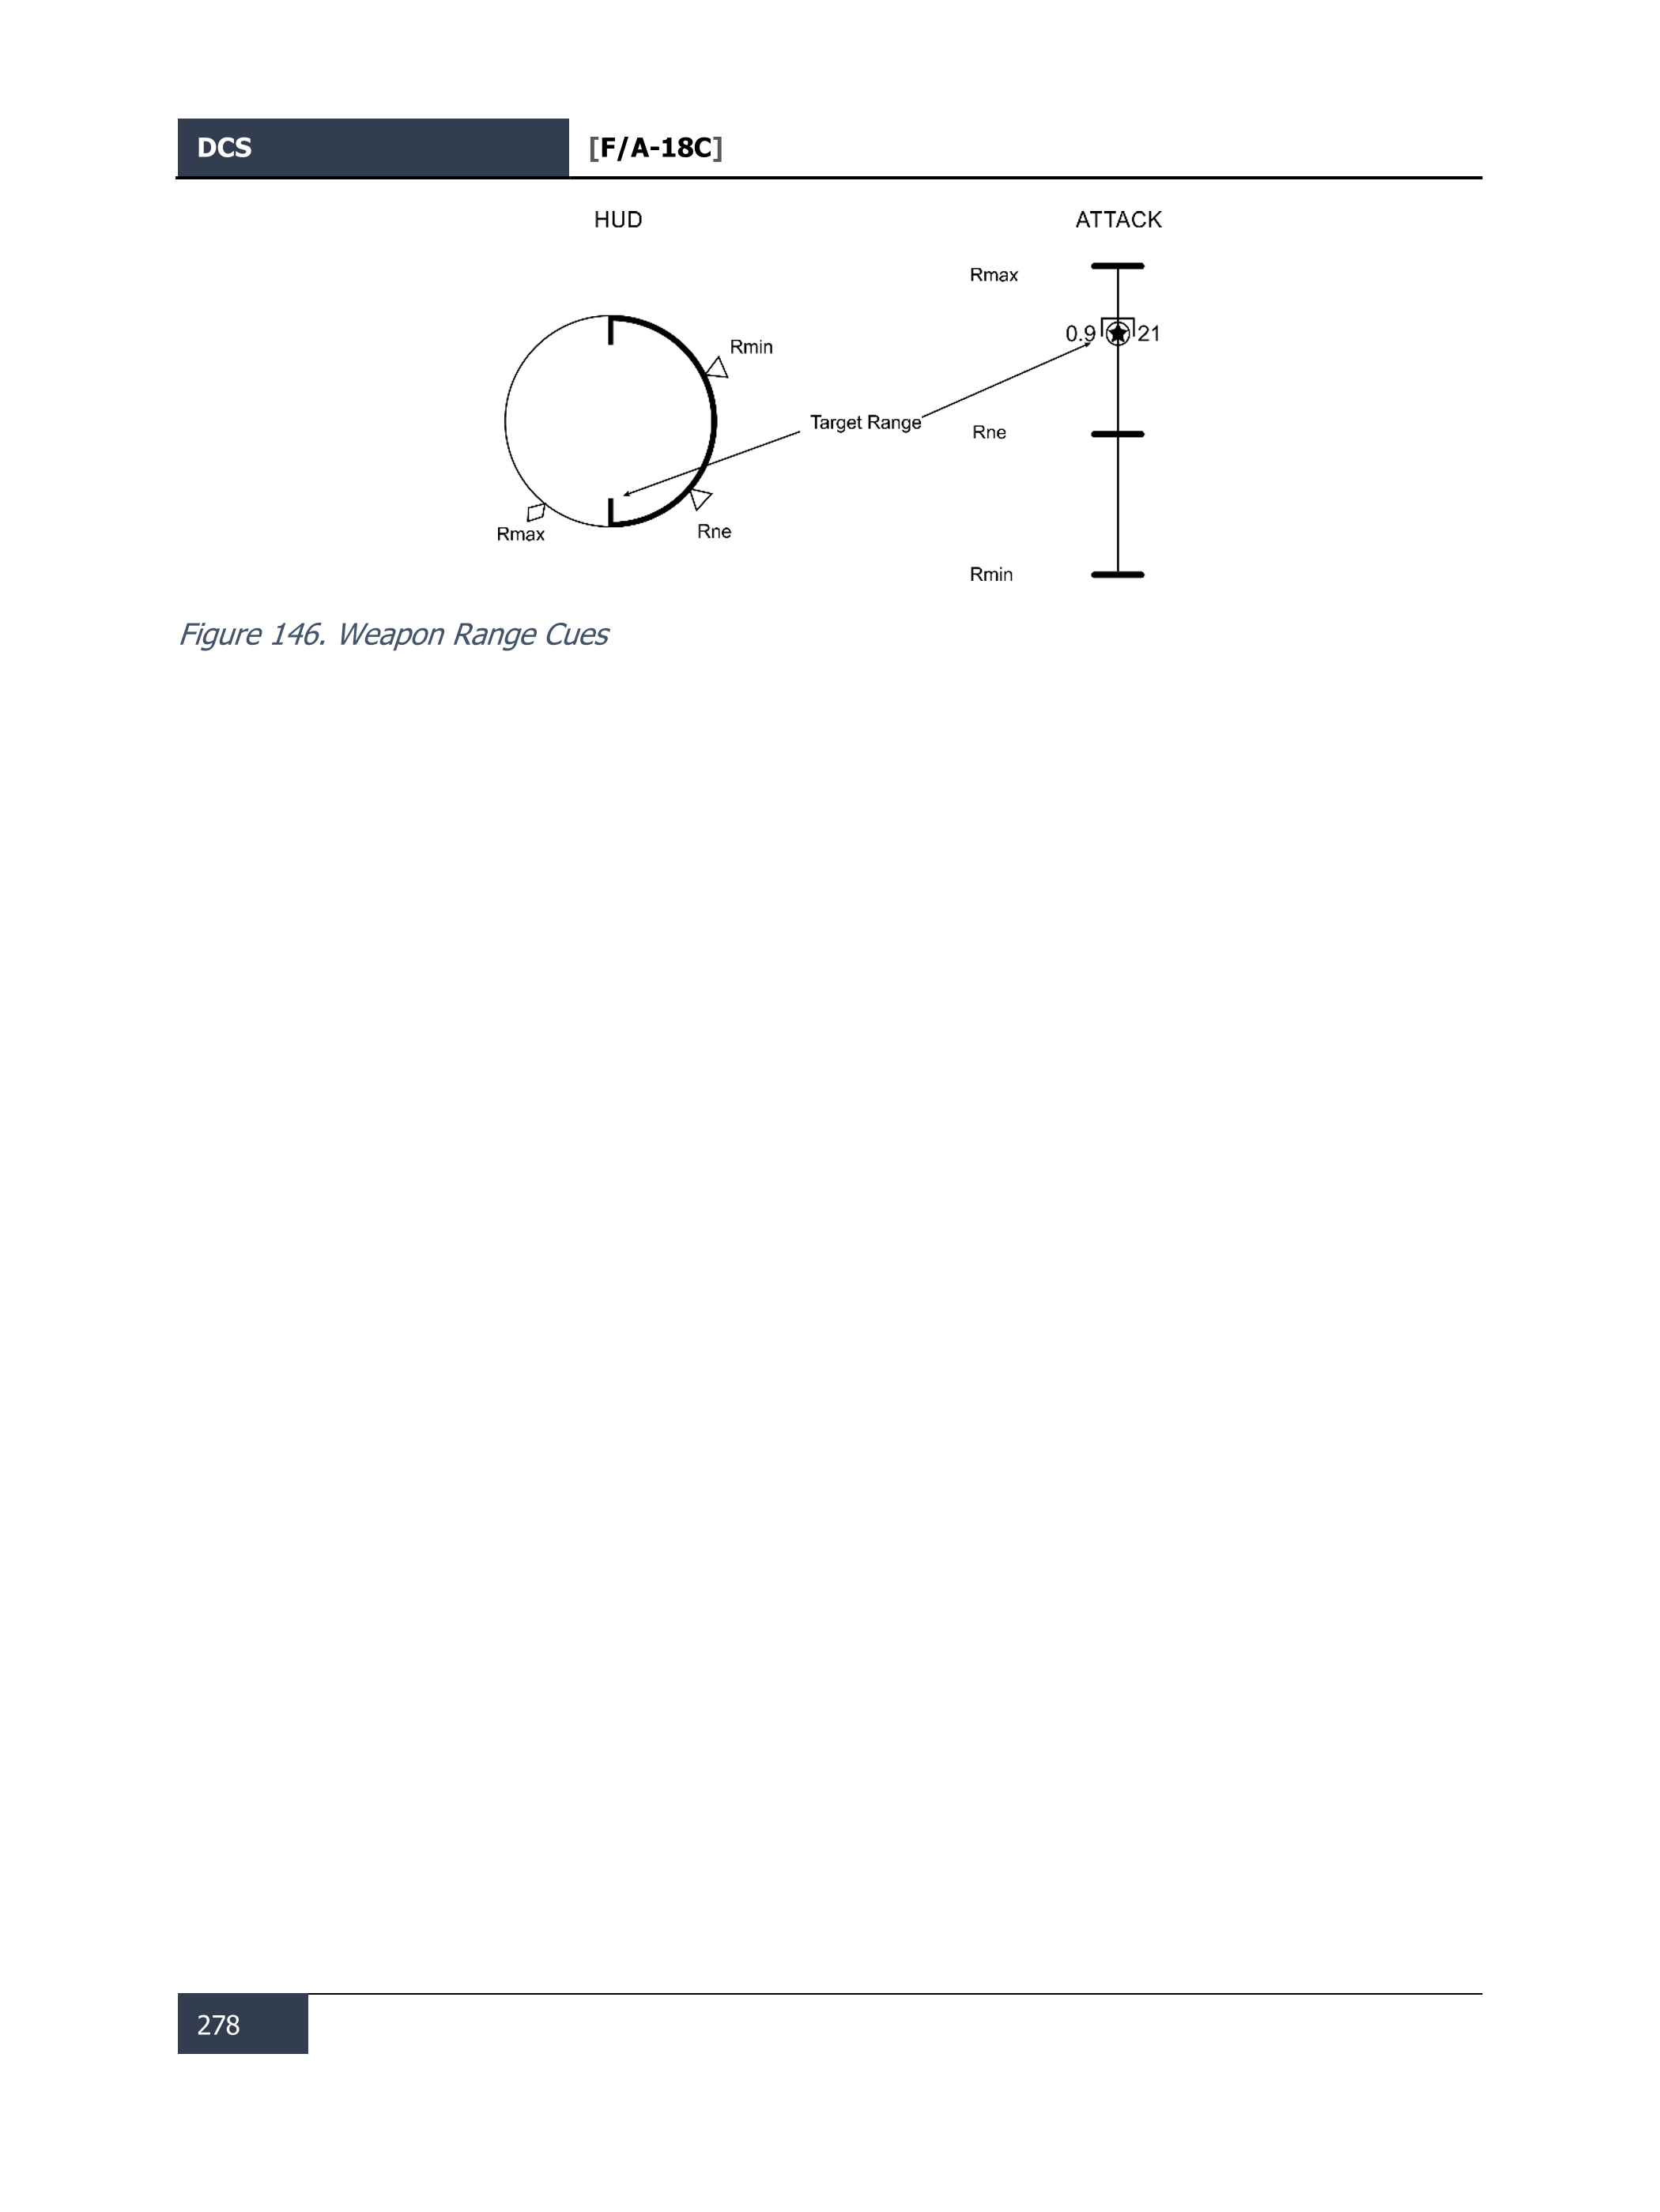 DCS [F/A-18C]
HUD
ATTACK
Rmax
0.9 21
Rmin
Target Range
Rne
Rmax
Rne
Rmin
Figure 146. Weapon Range Cues
278